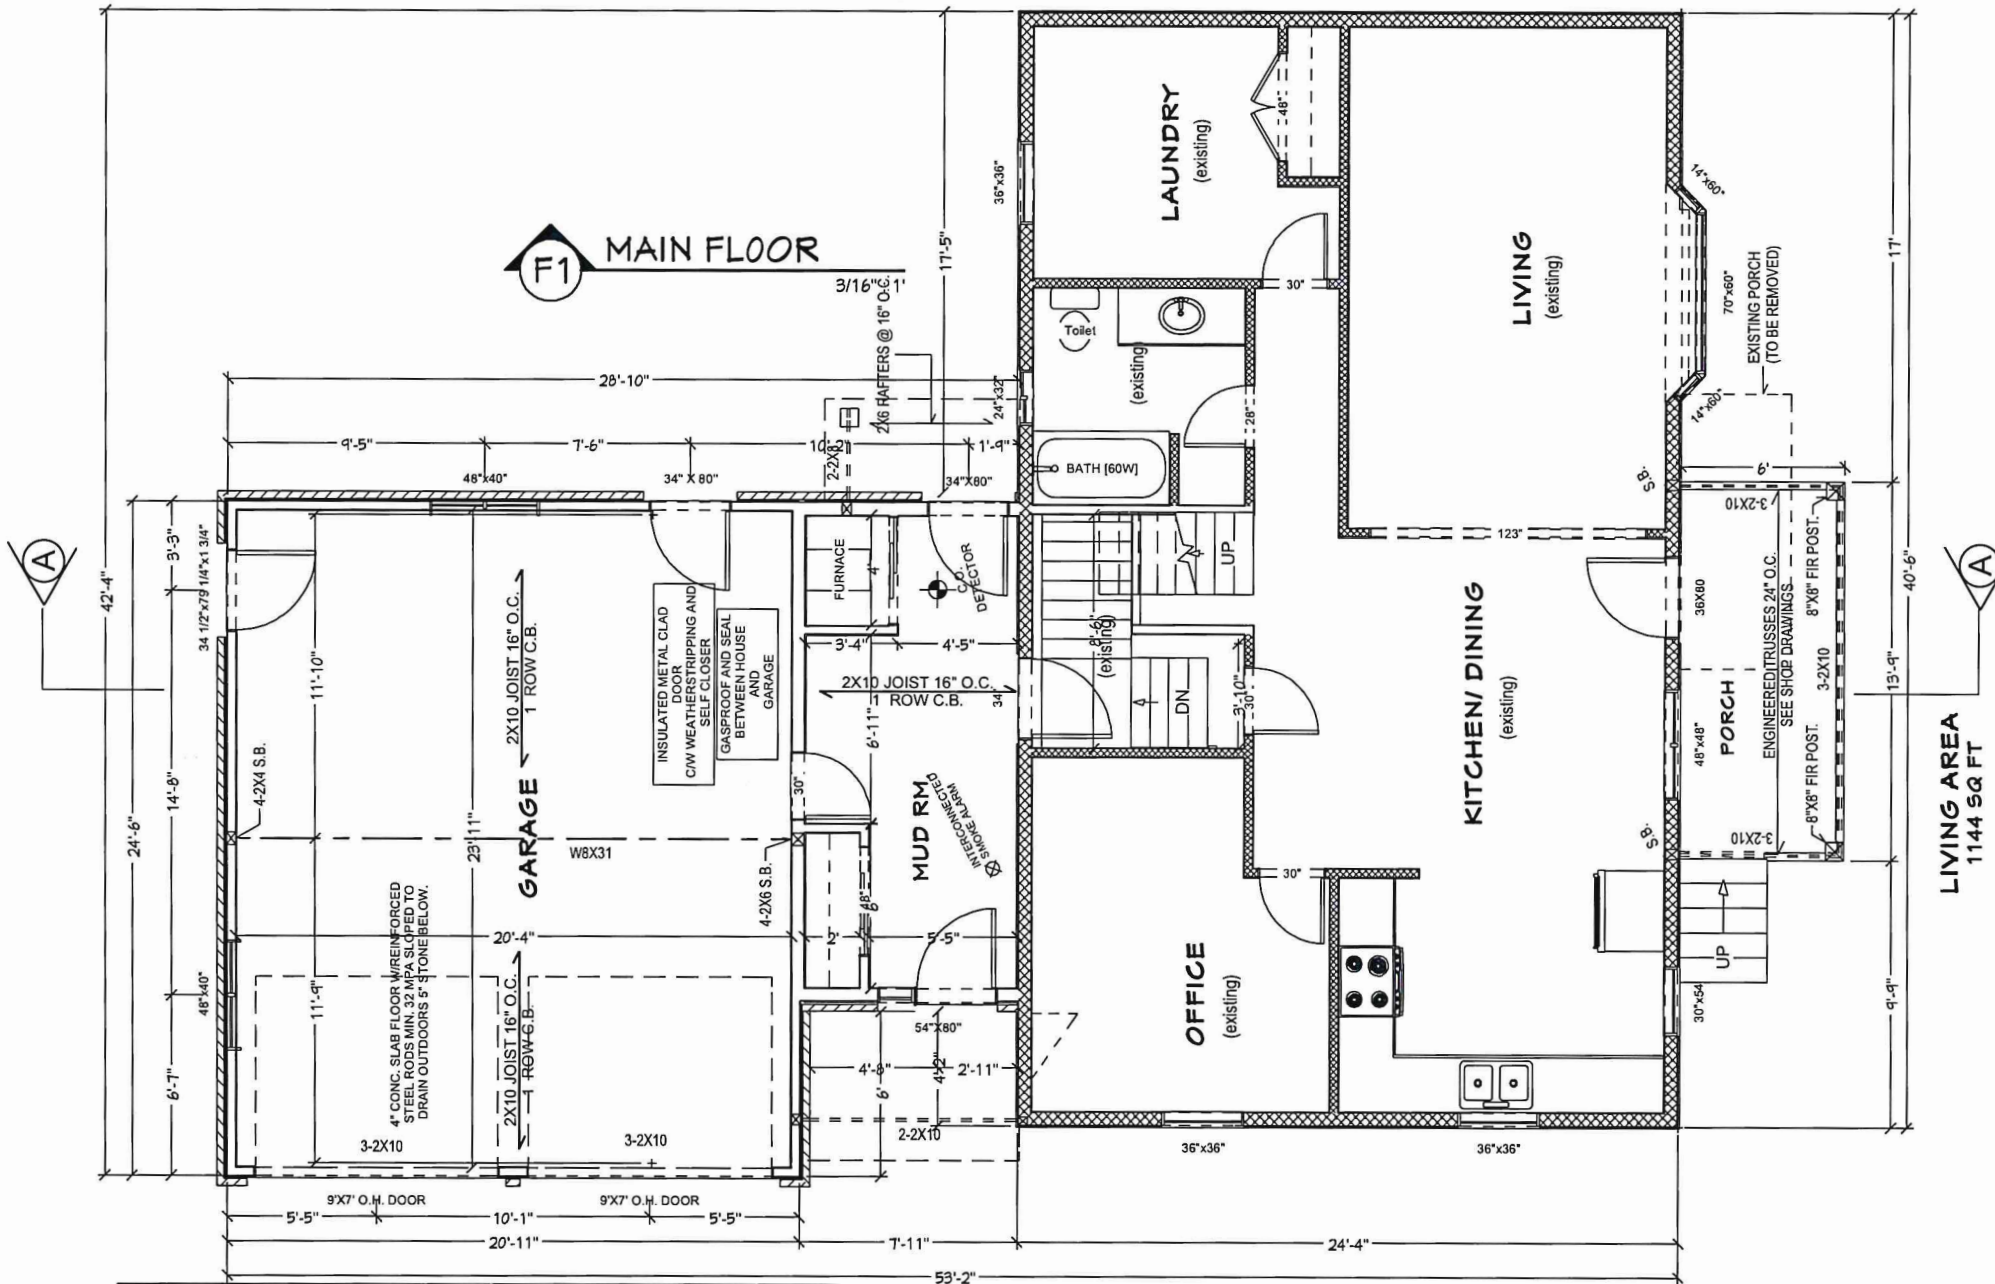 F1
MAIN FLOOR
3/16" : 1'
42'-4"
17'-5"
28'-10"
9'-5"
7'-6"
10'-2"
1'-9"
48"x40"
34" X 80"
2-2X8
34"X80"
2X6 RAFTERS @ 16" O.C.
24"x32"
36"x36"
LAUNDRY
(existing)
48"
30"
Toilet
(existing)
28"
BATH [60W]
LIVING
(existing)
14"x60"
70"x60"
14"x60"
EXISTING PORCH
(TO BE REMOVED)
17'
40'-6"
13'-9"
9'-9"
6'
S.B.
123"
3-2X10
8"X8" FIR POST.
3-2X10
36X80
ENGINEERED TRUSSES 24" O.C.
SEE SHOP DRAWINGS
PORCH
48"x48"
8"X8" FIR POST.
3-2X10
S.B.
UP
30"x54"
A
A
LIVING AREA
1144 SQ FT
24'-6"
3'-3"
14'-8"
6'-7"
34 1/2"x79 1/4"x1 3/4"
48"x40"
11'-10"
11'-9"
23'-11"
2X10 JOIST 16" O.C.
1 ROW C.B.
GARAGE
4-2X4 S.B.
W8X31
4-2X6 S.B.
20'-4"
2X10 JOIST 16" O.C.
1 ROW C.B.
4" CONC. SLAB FLOOR W/REINFORCED
STEEL RODS MIN. 32 MPA SLOPED TO
DRAIN OUTDOORS 5" STONE BELOW.
INSULATED METAL CLAD
DOOR
C/W WEATHERSTRIPPING AND
SELF CLOSER
GASPROOF AND SEAL
BETWEEN HOUSE
AND
GARAGE
FURNACE
4'
C.O.
DETECTOR
3'-4"
4'-5"
2X10 JOIST 16" O.C.
1 ROW C.B.
34"
6'-11"
30"
MUD RM
INTERCONNECTED
SMOKE ALARM
48"
6'
2'
5'-5"
54"X80"
4'-8"
2'-11"
4'-2"
6'
2-2X10
8'-6"
(existing)
UP
DN
3'-10"
30"
KITCHEN/ DINING
(existing)
30"
OFFICE
(existing)
36"x36"
36"x36"
3-2X10
3-2X10
9'X7' O.H. DOOR
9'X7' O.H. DOOR
5'-5"
10'-1"
5'-5"
20'-11"
7'-11"
24'-4"
53'-2"